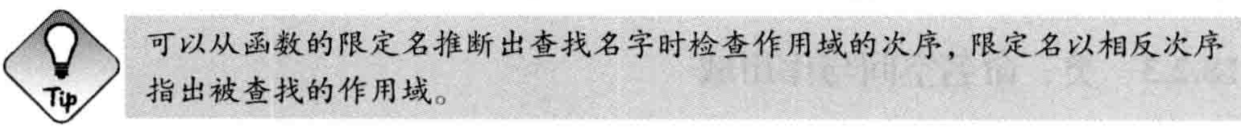 可以从函数的限定名推断出查找名字时检查作用域的次序，限定名以相反次序
指出被查找的作用域。
Tip